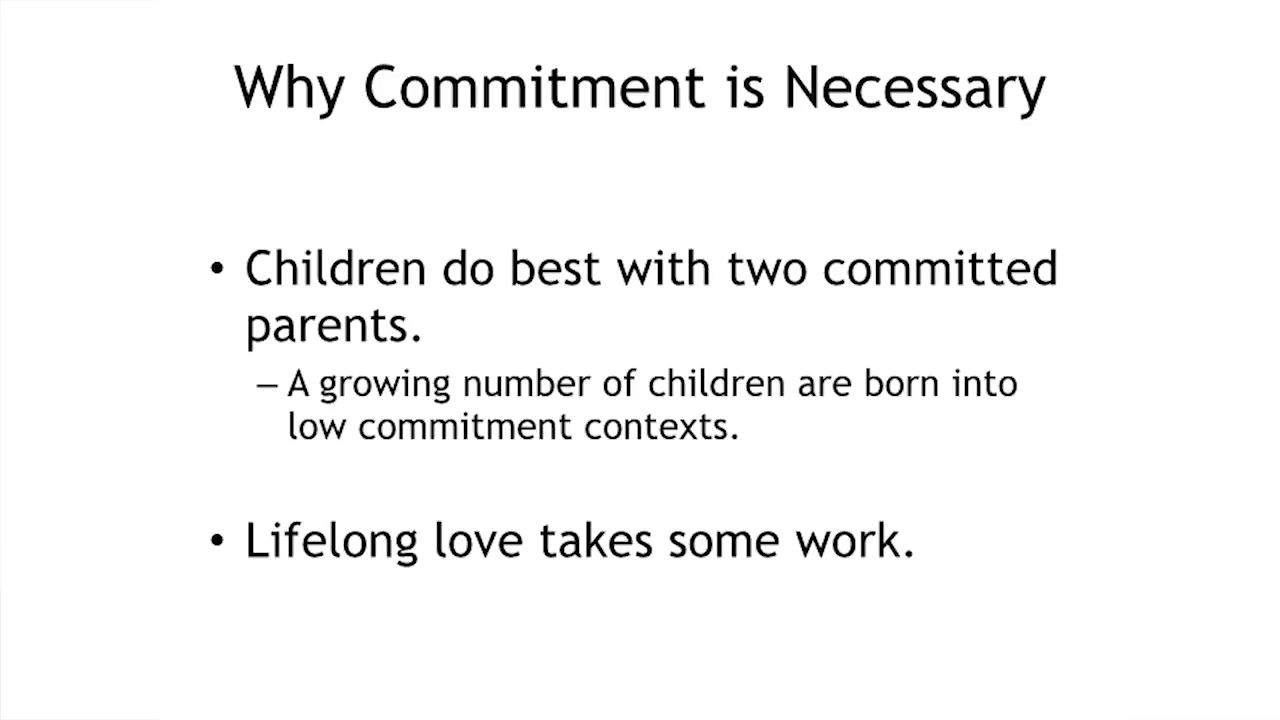 Why Commitment is Necessary
• Children do best with two committed
parents.
– A growing number of children are born into
low commitment contexts.
• Lifelong love takes some work.